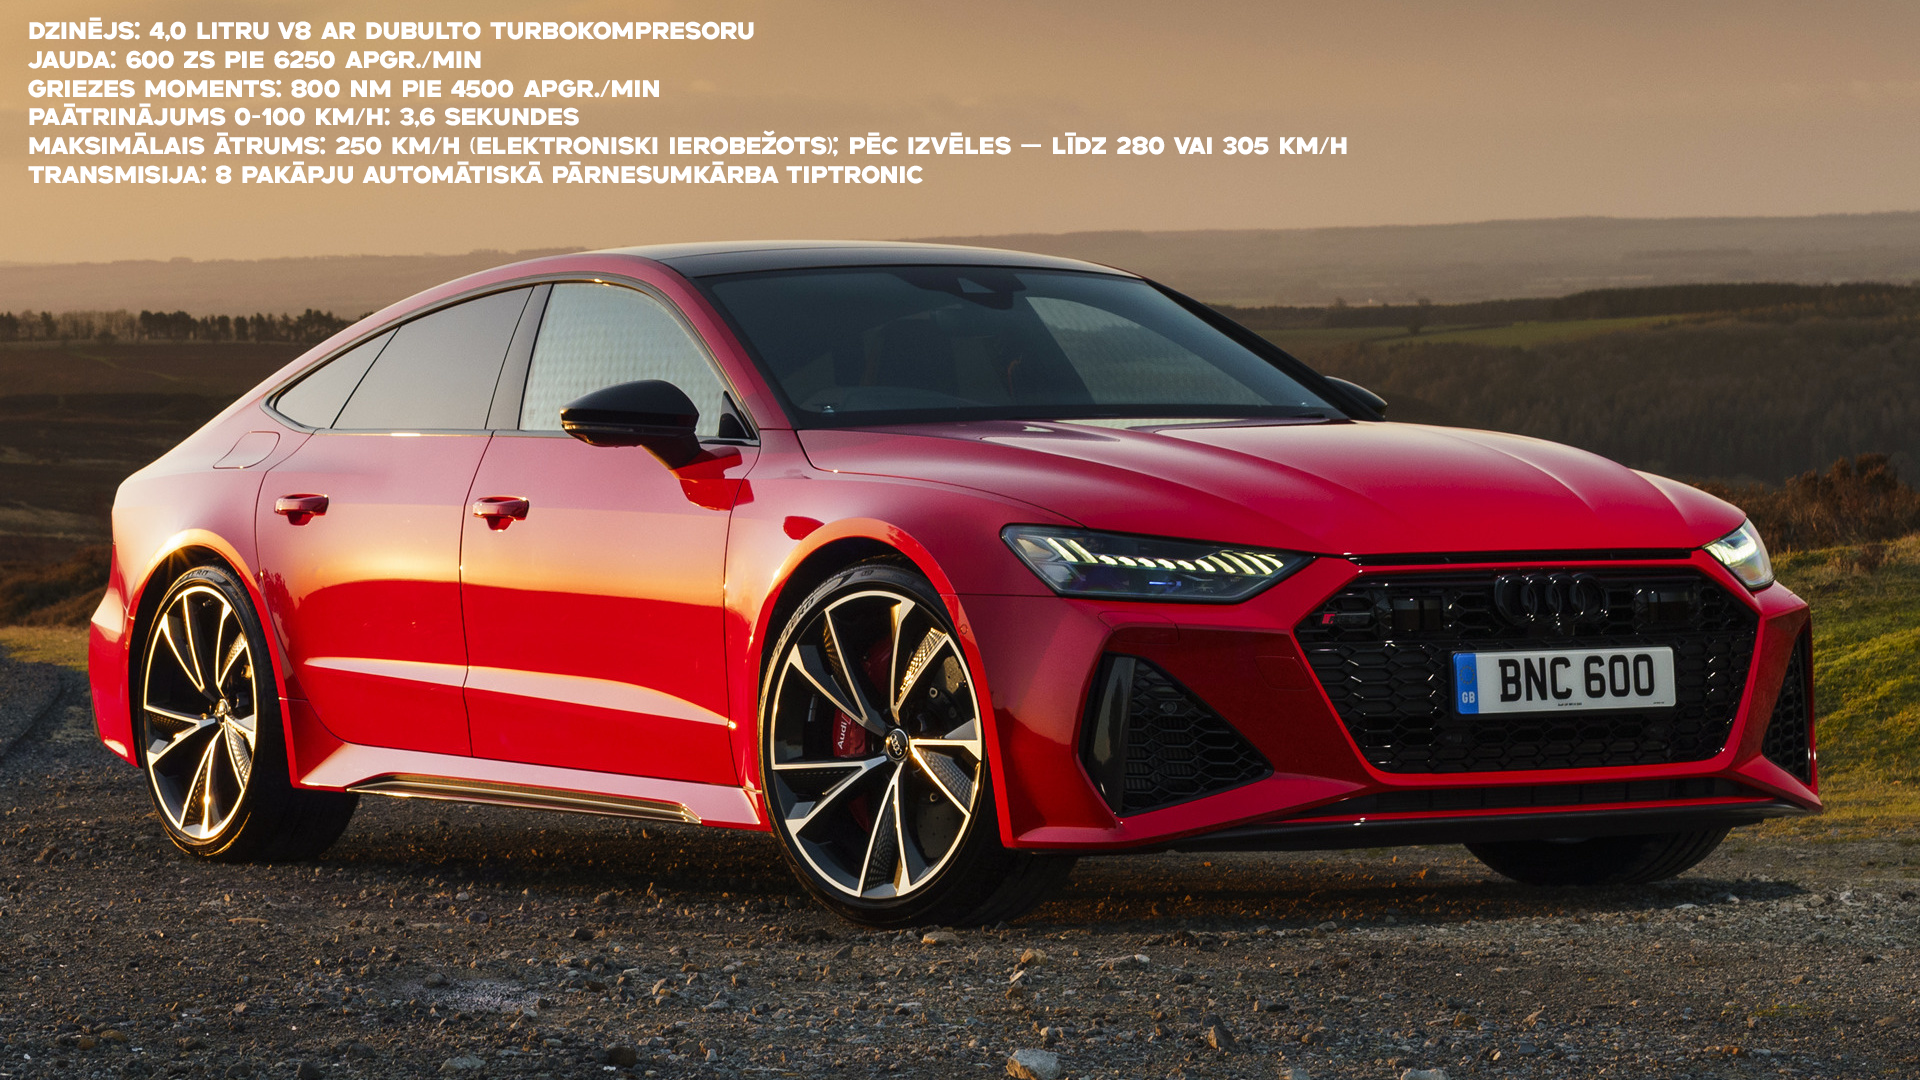 DZINĒJS: 4,0 LITRU V8 AR DUBULTO TURBOKOMPRESORU
JAUDA: 600 ZS PIE 6250 APGR./MIN
GRIEZES MOMENTS: 800 NM PIE 4500 APGR./MIN
PAĀTRINĀJUMS 0-100 KM/H: 3,6 SEKUNDES
MAKSIMĀLAIS ĀTRUMS: 250 KM/H (ELEKTRONISKI IEROBEŽOTS); PĒC IZVĒLES — LĪDZ 280 VAI 305 KM/H
TRANSMISIJA: 8 PAKĀPJU AUTOMĀTISKĀ PĀRNESUMKĀRBA TIPTRONIC
GB
BNC 600
Audi